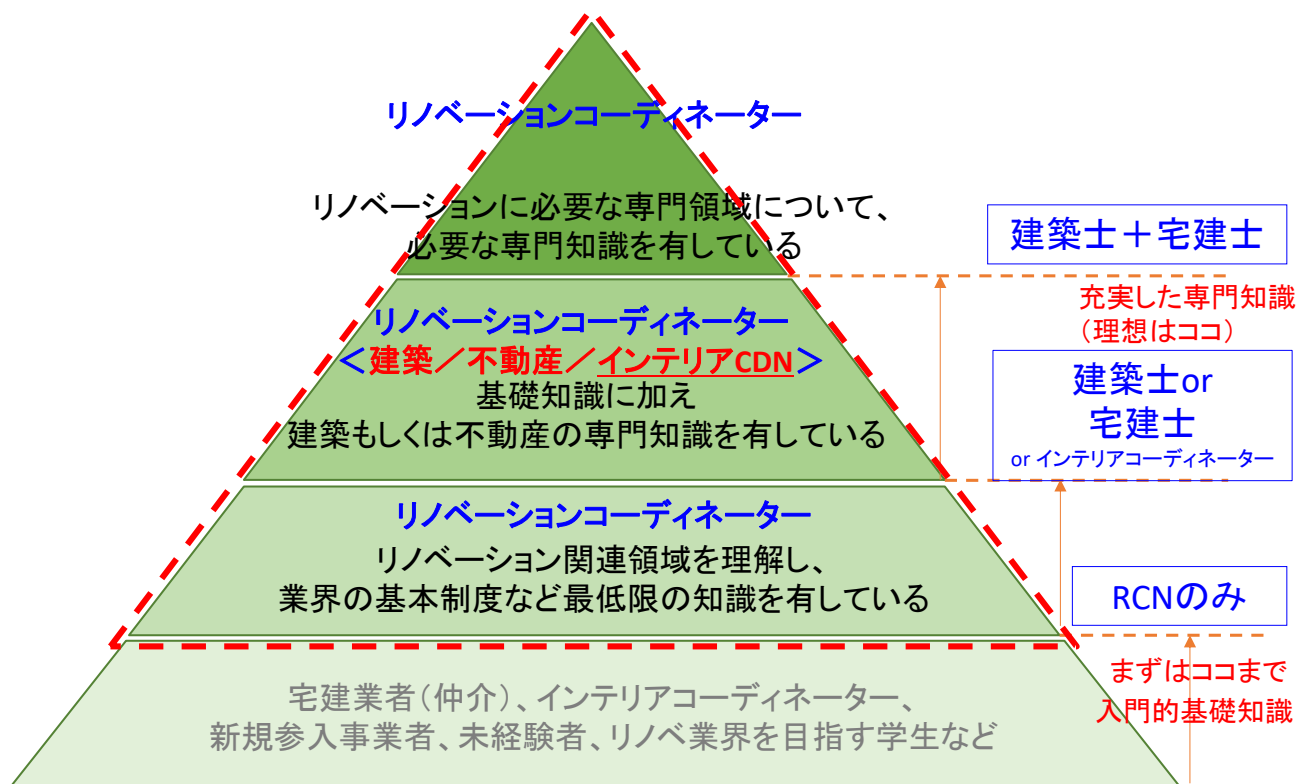 リノベーションコーディネーター
リノベーションに必要な専門領域について、
必要な専門知識を有している
建築士＋宅建士
充実した専門知識
（理想はココ）
リノベーションコーディネーター
＜建築／不動産／インテリアCDN＞
基礎知識に加え
建築もしくは不動産の専門知識を有している
建築士or
宅建士
or インテリアコーディネーター
リノベーションコーディネーター
リノベーション関連領域を理解し、
業界の基本制度など最低限の知識を有している
RCNのみ
まずはココまで
入門的基礎知識
宅建業者（仲介）、インテリアコーディネーター、
新規参入事業者、未経験者、リノベ業界を目指す学生など